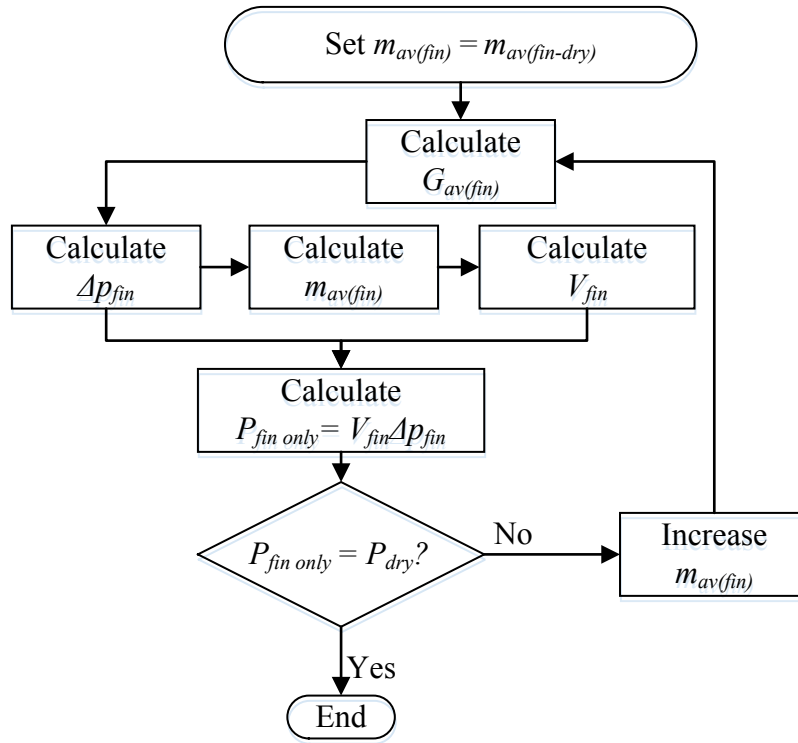 Set m_av(fin) = m_av(fin-dry)
Calculate
G_av(fin)
Calculate
Δp_fin
Calculate
m_av(fin)
Calculate
V_fin
Calculate
P_fin only = V_finΔp_fin
P_fin only = P_dry?
No
Increase
m_av(fin)
Yes
End